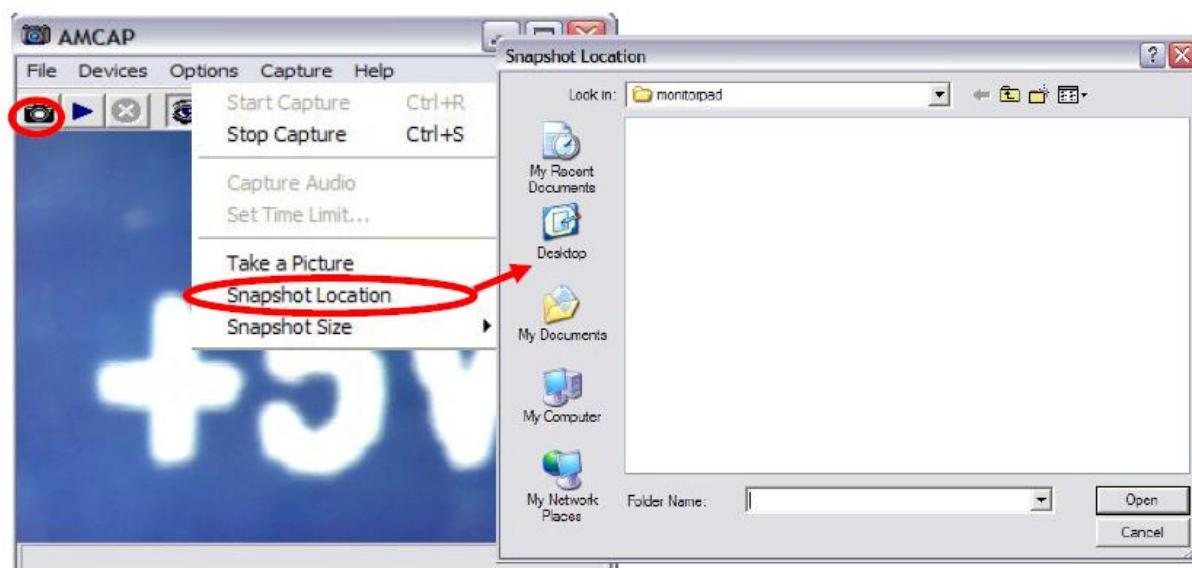 AMCAP
File Devices Options Capture Help
Start Capture Ctrl+R
Stop Capture Ctrl+S
Capture Audio
Set Time Limit...
Take a Picture
Snapshot Location
Snapshot Size
+5V
Snapshot Location
Look in: monitorpad
My Recent
Documents
Desktop
My Documents
My Computer
My Network
Places
Folder Name:
Open
Cancel